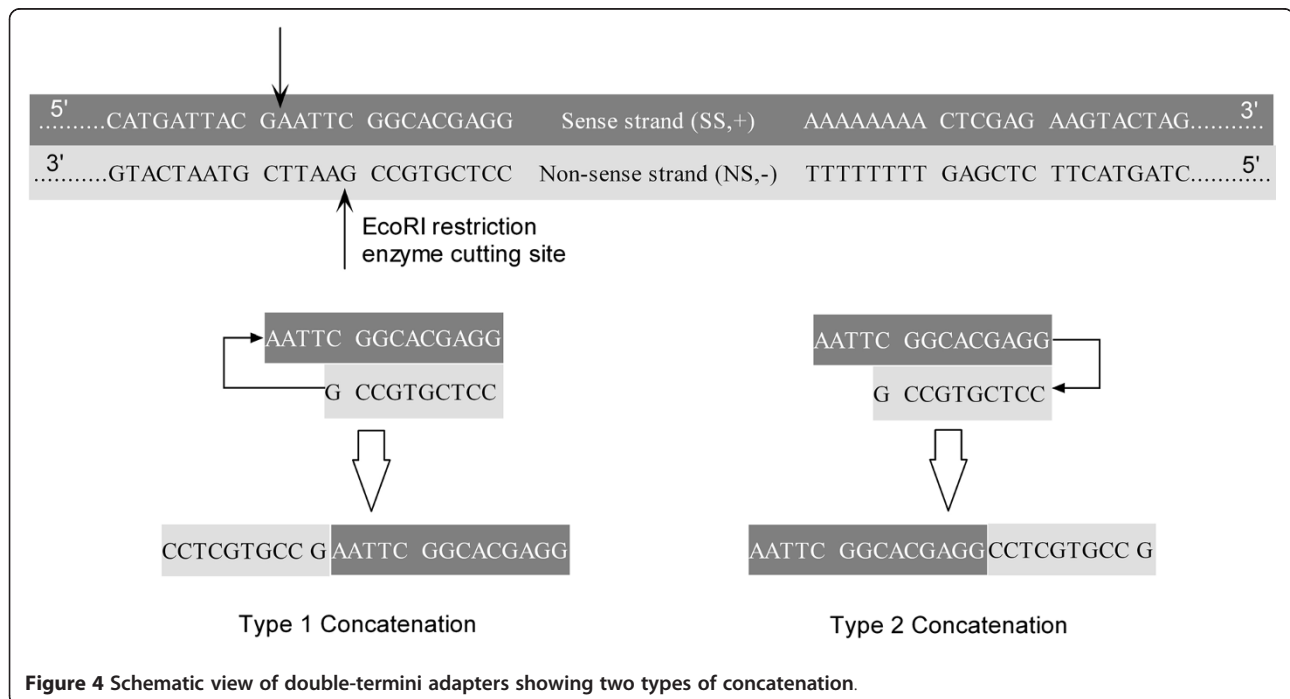 5' ..........CATGATTAC GAATTC GGCACGAGG Sense strand (SS,+) AAAAAAAA CTCGAG AAGTACTAG............ 3'
3' ..........GTACTAATG CTTAAG CCGTGCTCC Non-sense strand (NS,-) TTTTTTTT GAGCTC TTCATGATC............ 5'
EcoRI restriction
enzyme cutting site
AATTC GGCACGAGG
G CCGTGCTCC
CCTCGTGCC G AATTC GGCACGAGG
Type 1 Concatenation
AATTC GGCACGAGG
G CCGTGCTCC
AATTC GGCACGAGG CCTCGTGCC G
Type 2 Concatenation
Figure 4 Schematic view of double-termini adapters showing two types of concatenation.